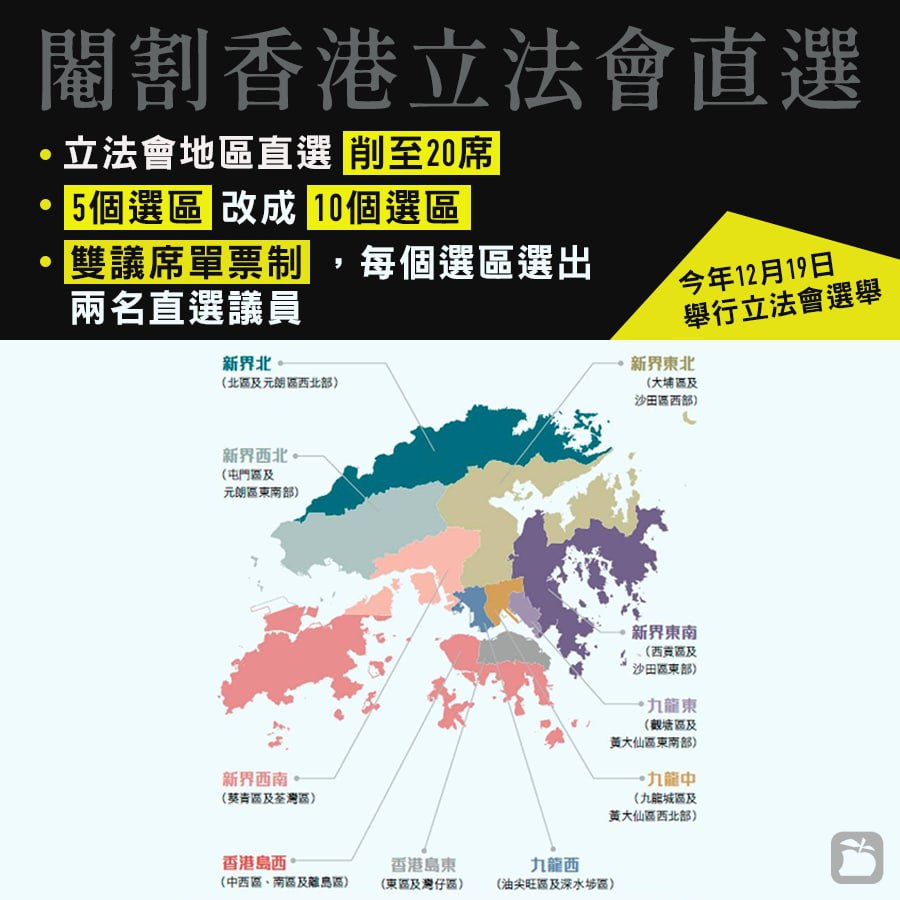 閹割香港立法會直選
• 立法會地區直選 削至20席
• 5個選區 改成 10個選區
• 雙議席單票制 ，每個選區選出
兩名直選議員
今年12月19日
舉行立法會選舉
新界北
（北區及元朗區西北部）
新界東北
（大埔區及
沙田區西部）
新界西北
（屯門區及
元朗區東南部）
新界東南
（西貢區及
沙田區東部）
九龍東
（觀塘區及
黃大仙區東南部）
新界西南
（葵青區及荃灣區）
九龍中
（九龍城區及
黃大仙區西北部）
香港島西
（中西區、南區及離島區）
香港島東
（東區及灣仔區）
九龍西
（油尖旺區及深水埗區）